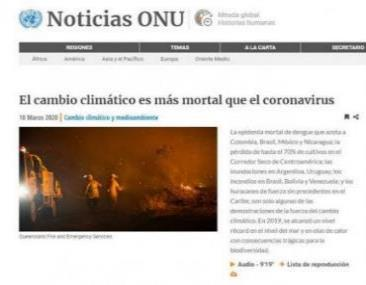 Noticias ONU
Mirada global
Historias humanas
REGIONES TEMAS A LA CARTA SECRETARIO
África América Asia y el Pacífico Europa Oriente Medio
El cambio climático es más mortal que el coronavirus
10 Marzo 2020 | Cambio climático y medioambiente
La epidemia mortal de dengue que azota a
Colombia, Brasil, México y Nicaragua; la
pérdida de hasta el 70% de cultivos en el
Corredor Seco de Centroamérica; las
inundaciones en Argentina, Uruguay; los
incendios en Brasil, Bolivia y Venezuela; y los
huracanes de fuerza sin precedentes en el
Caribe, son solo algunas de las
demostraciones de la fuerza del cambio
climático. En 2019, se alcanzó un nivel
récord en el nivel del mar y en olas de calor
con consecuencias trágicas para la
biodiversidad.
Audio - 9'19" + Lista de reproducción
Queensland Fire and Emergency Services